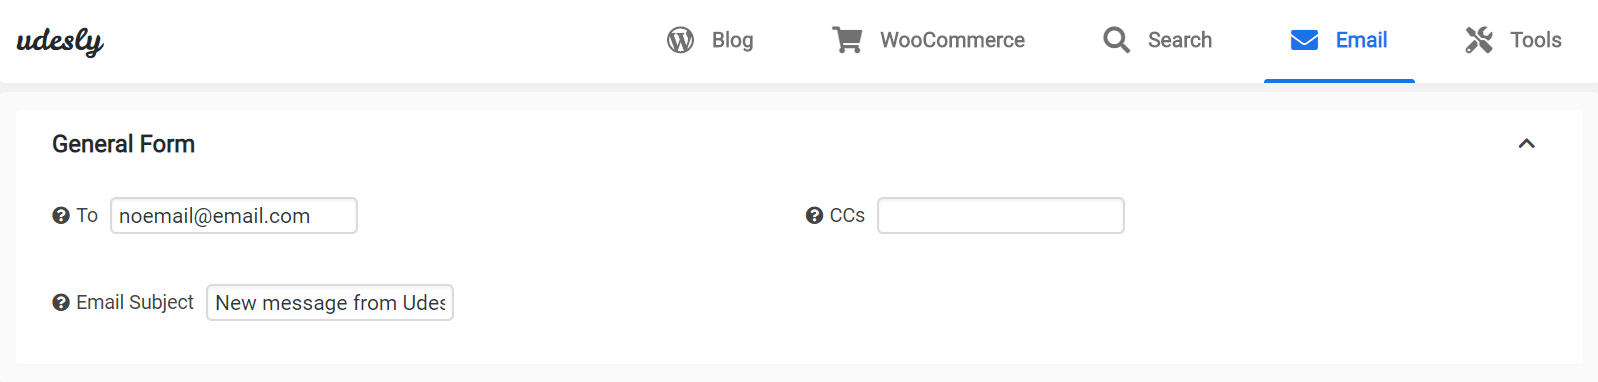 udesly
Blog
WooCommerce
Search
Email
Tools
General Form
To
noemail@email.com
CCs
Email Subject
New message from Udes